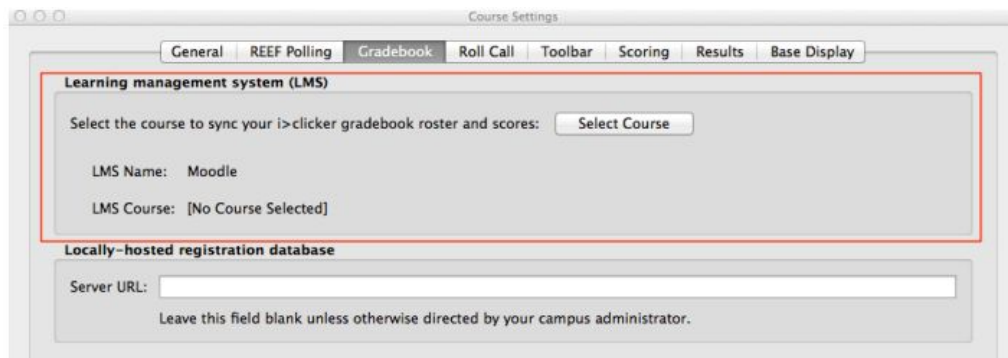 Course Settings
General REEF Polling Gradebook Roll Call Toolbar Scoring Results Base Display
Learning management system (LMS)
Select the course to sync your i>clicker gradebook roster and scores: Select Course
LMS Name: Moodle
LMS Course: [No Course Selected]
Locally-hosted registration database
Server URL:
Leave this field blank unless otherwise directed by your campus administrator.